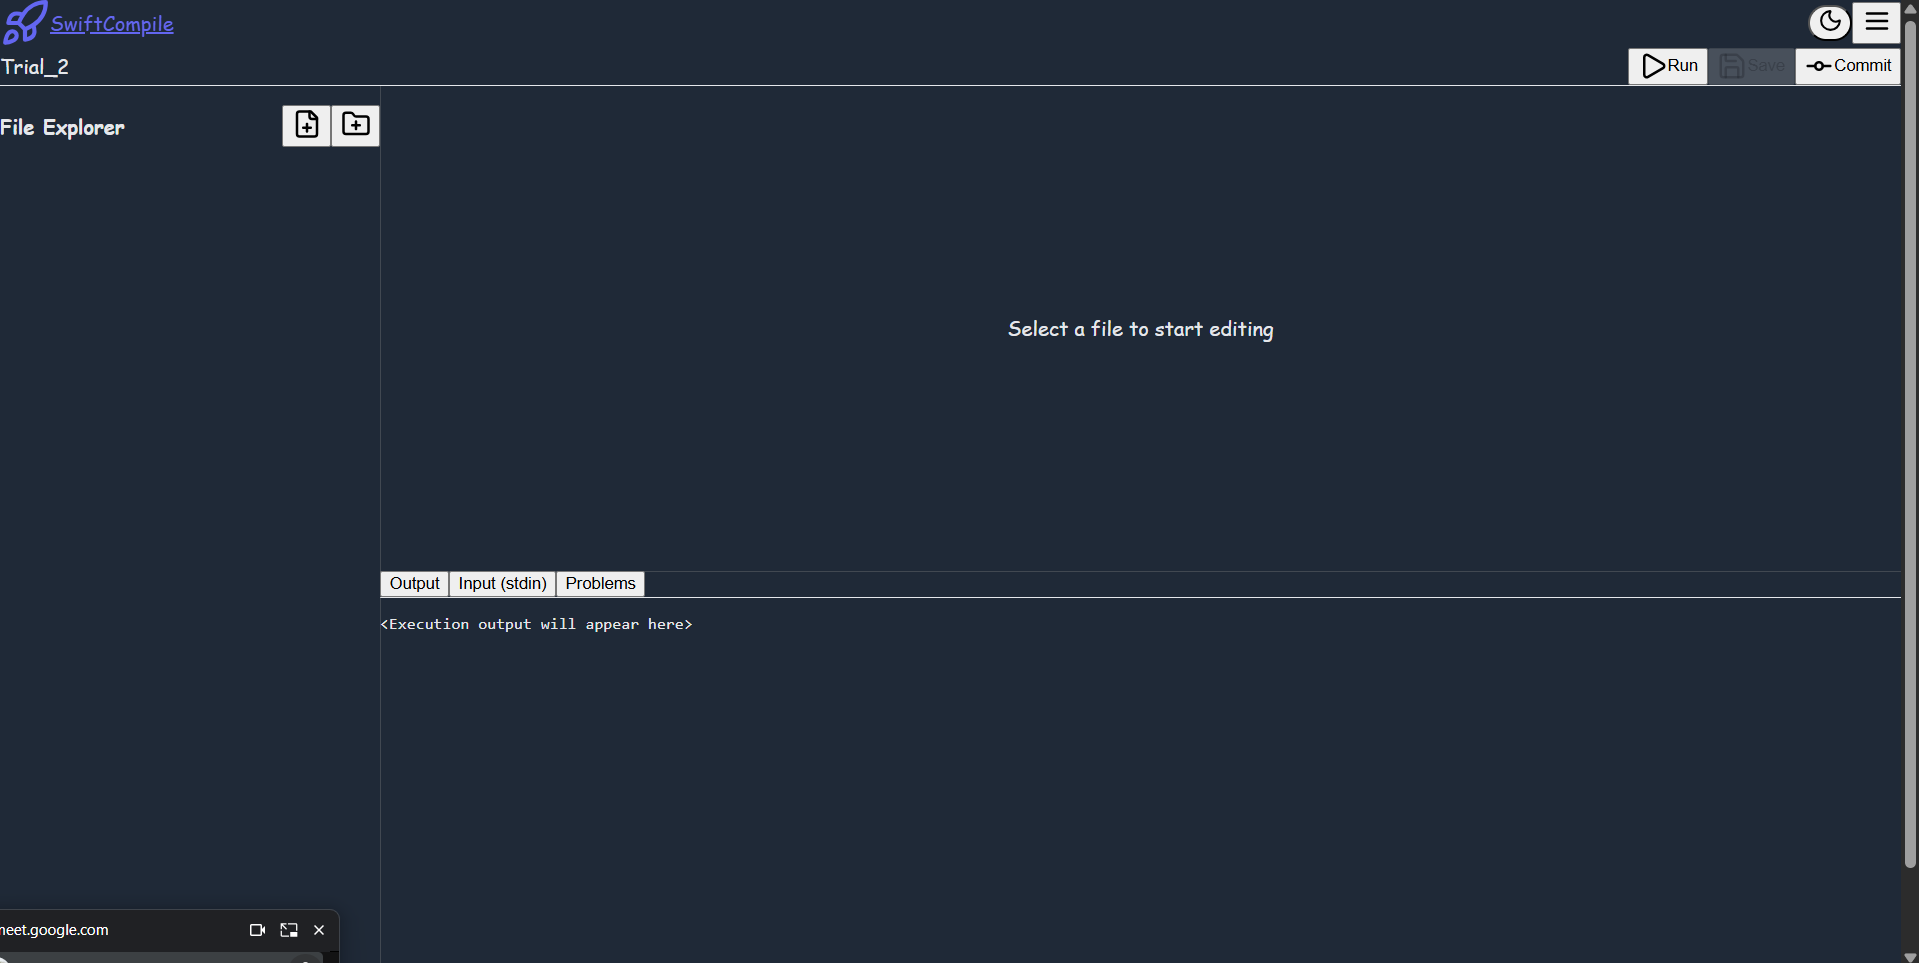 SwiftCompile
Trial_2
Run Save Commit
File Explorer
Select a file to start editing
Output Input (stdin) Problems
<Execution output will appear here>
meet.google.com